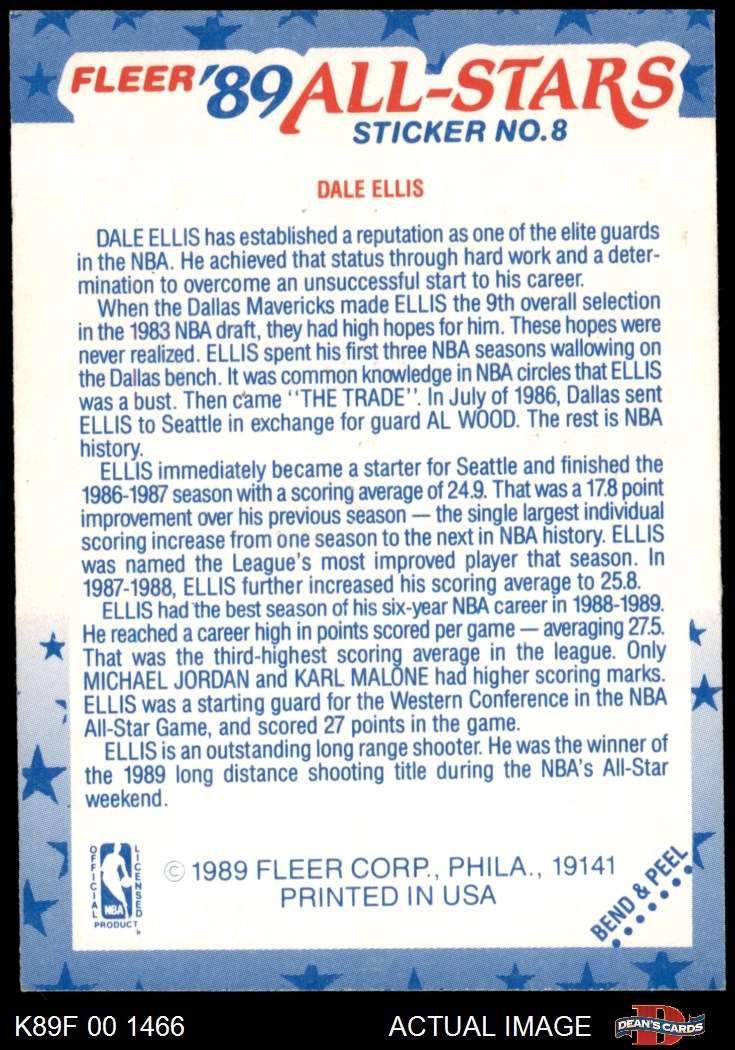 FLEER '89 ALL-STARS
STICKER NO.8
DALE ELLIS
DALE ELLIS has established a reputation as one of the elite guards
in the NBA. He achieved that status through hard work and a deter-
mination to overcome an unsuccessful start to his career.
When the Dallas Mavericks made ELLIS the 9th overall selection
in the 1983 NBA draft, they had high hopes for him. These hopes were
never realized. ELLIS spent his first three NBA seasons wallowing on
the Dallas bench. It was common knowledge in NBA circles that ELLIS
was a bust. Then came ''THE TRADE''. In July of 1986, Dallas sent
ELLIS to Seattle in exchange for guard AL WOOD. The rest is NBA
history.
ELLIS immediately became a starter for Seattle and finished the
1986-1987 season with a scoring average of 24.9. That was a 17.8 point
improvement over his previous season — the single largest individual
scoring increase from one season to the next in NBA history. ELLIS
was named the League's most improved player that season. In
1987-1988, ELLIS further increased his scoring average to 25.8.
ELLIS had the best season of his six-year NBA career in 1988-1989.
He reached a career high in points scored per game — averaging 27.5.
That was the third-highest scoring average in the league. Only
MICHAEL JORDAN and KARL MALONE had higher scoring marks.
ELLIS was a starting guard for the Western Conference in the NBA
All-Star Game, and scored 27 points in the game.
ELLIS is an outstanding long range shooter. He was the winner of
the 1989 long distance shooting title during the NBA's All-Star
weekend.
OFFICIAL LICENSED
NBA
PRODUCT
© 1989 FLEER CORP., PHILA., 19141
PRINTED IN USA
BEND & PEEL
K89F 00 1466
ACTUAL IMAGE
D
DEAN'S CARDS